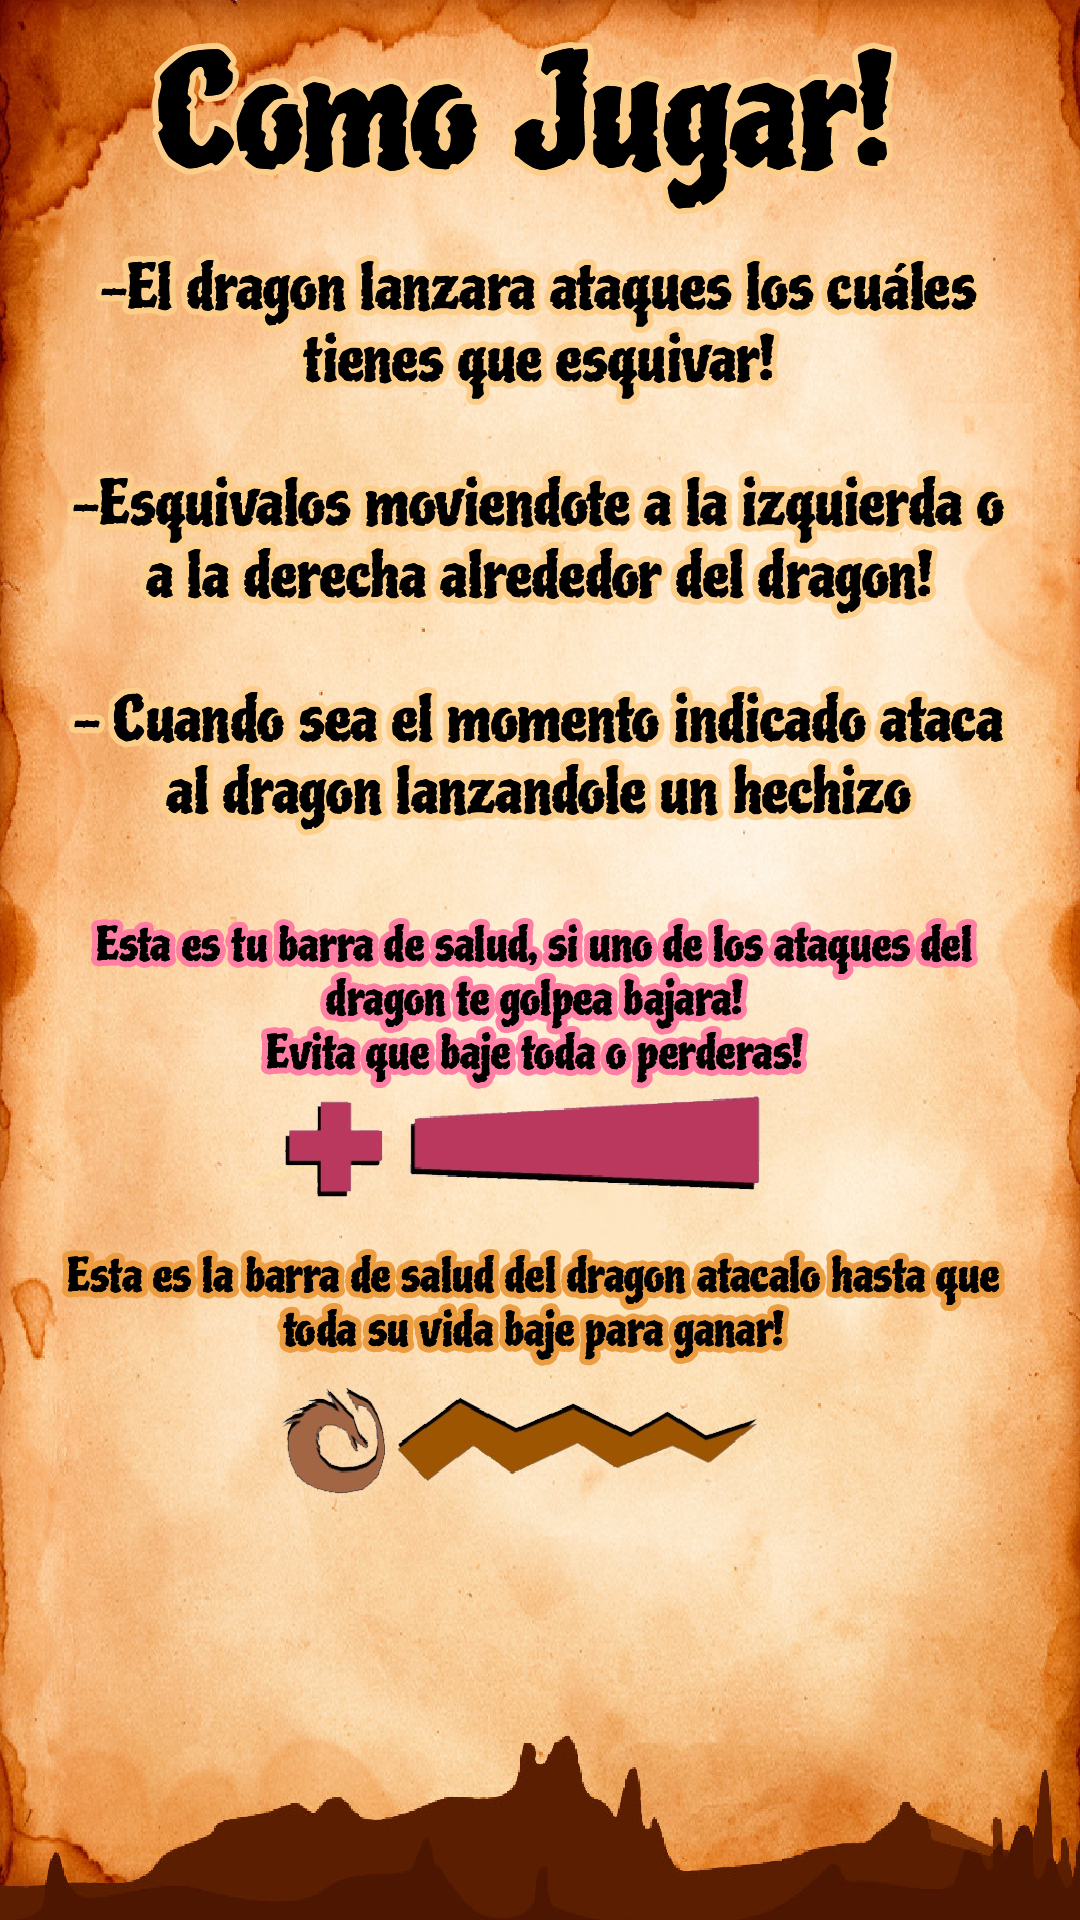 Como Jugar!
-El dragon lanzara ataques los cuáles
tienes que esquivar!
-Esquivalos moviendote a la izquierda o
a la derecha alrededor del dragon!
- Cuando sea el momento indicado ataca
al dragon lanzandole un hechizo
Esta es tu barra de salud, si uno de los ataques del
dragon te golpea bajara!
Evita que baje toda o perderas!
Esta es la barra de salud del dragon atacalo hasta que
toda su vida baje para ganar!